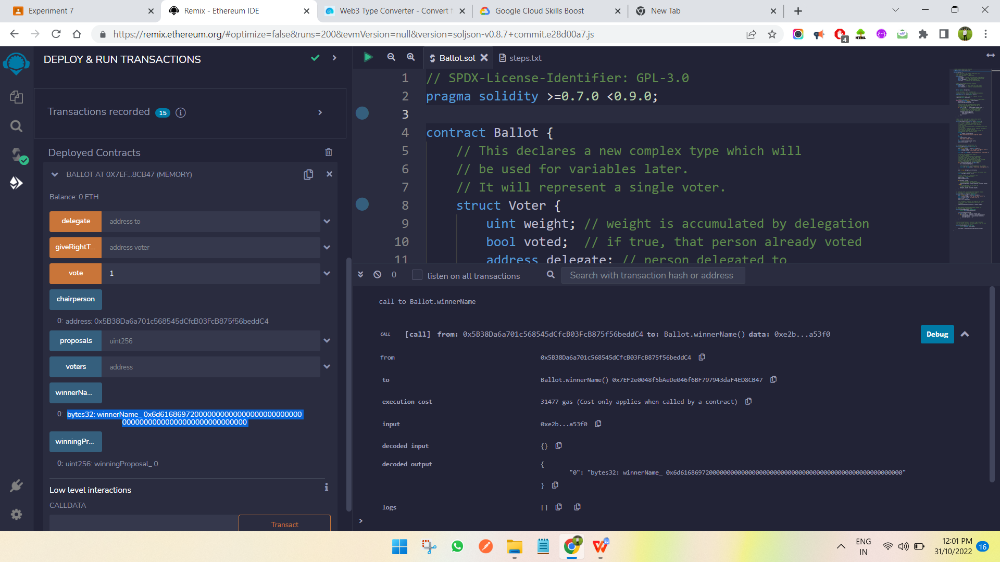 Experiment 7
Remix - Ethereum IDE
Web3 Type Converter - Convert f
Google Cloud Skills Boost
New Tab
https://remix.ethereum.org/#optimize=false&runs=200&evmVersion=null&version=soljson-v0.8.7+commit.e28d00a7.js
4
HTML
DEPLOY & RUN TRANSACTIONS
Transactions recorded 15 i
Deployed Contracts
BALLOT AT 0X7EF...8CB47 (MEMORY)
Balance: 0 ETH
delegate address to
giveRightT... address voter
vote 1
chairperson
0: address: 0x5B38Da6a701c568545dCfcB03FcB875f56beddC4
proposals uint256
voters address
winnerNa...
0: bytes32: winnerName_ 0x6d61686972000000000000000000000000000
000000000000000000000000000
winningPr...
0: uint256: winningProposal_ 0
Low level interactions i
CALLDATA
Transact
Ballot.sol
steps.txt
1 // SPDX-License-Identifier: GPL-3.0
2 pragma solidity >=0.7.0 <0.9.0;
3
4 contract Ballot {
5 // This declares a new complex type which will
6 // be used for variables later.
7 // It will represent a single voter.
8 struct Voter {
9 uint weight; // weight is accumulated by delegation
10 bool voted;  // if true, that person already voted
11 address delegate; // person delegated to
0 listen on all transactions Search with transaction hash or address
call to Ballot.winnerName
CALL [call] from: 0x5B38Da6a701c568545dCfcB03FcB875f56beddC4 to: Ballot.winnerName() data: 0xe2b...a53f0 Debug
from 0x5B38Da6a701c568545dCfcB03FcB875f56beddC4
to Ballot.winnerName() 0x7EF2e0048f5bAeDe046f6BF797943daF4ED8CB47
execution cost 31477 gas (Cost only applies when called by a contract)
input 0xe2b...a53f0
decoded input {}
decoded output {
"0": "bytes32: winnerName_ 0x6d61686972000000000000000000000000000000000000000000000000000000"
}
logs []
>
ENG
IN
12:01 PM
31/10/2022
16